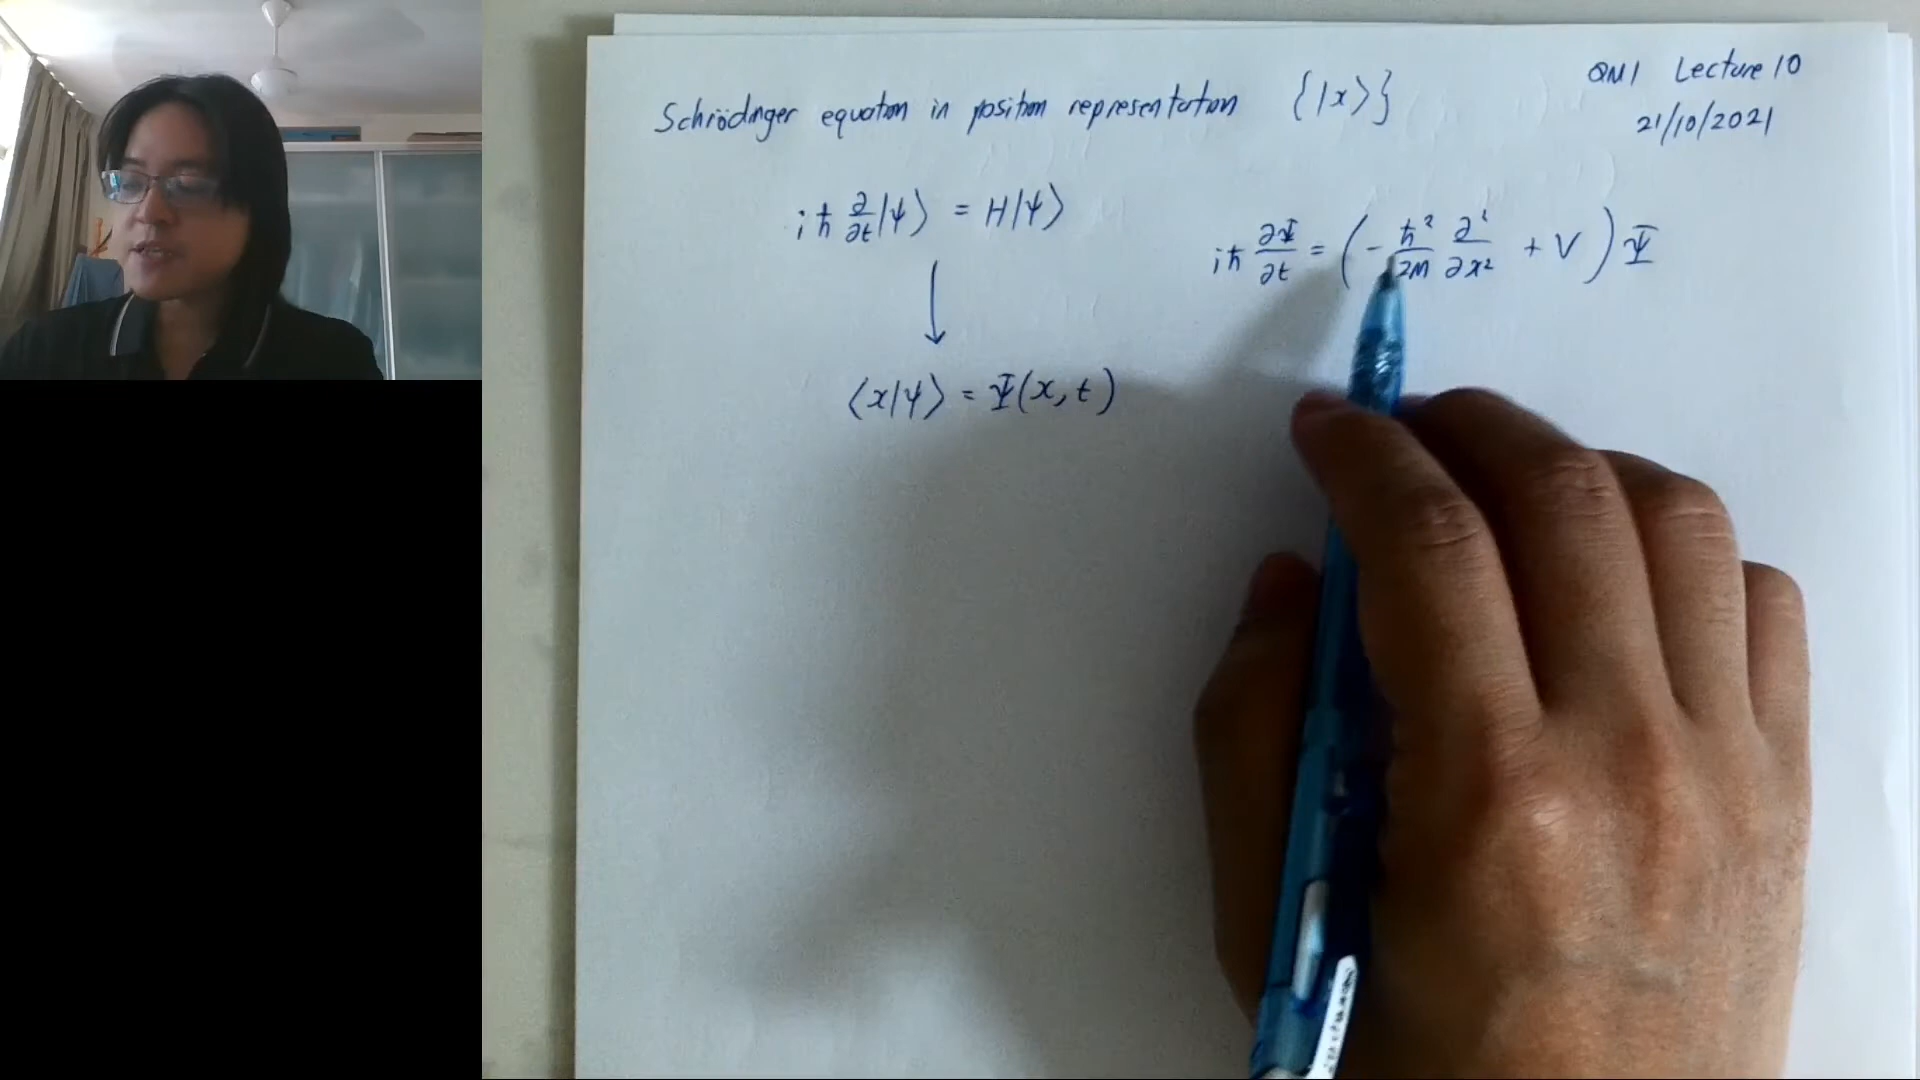 QM1 Lecture 10
21/10/2021
Schrödinger equation in position representation {|x⟩}
iħ ∂/∂t |ψ⟩ = H|ψ⟩
iħ ∂Ψ/∂t = (-ħ²/2m ∂²/∂x² + V) Ψ
⟨x|ψ⟩ = Ψ(x,t)